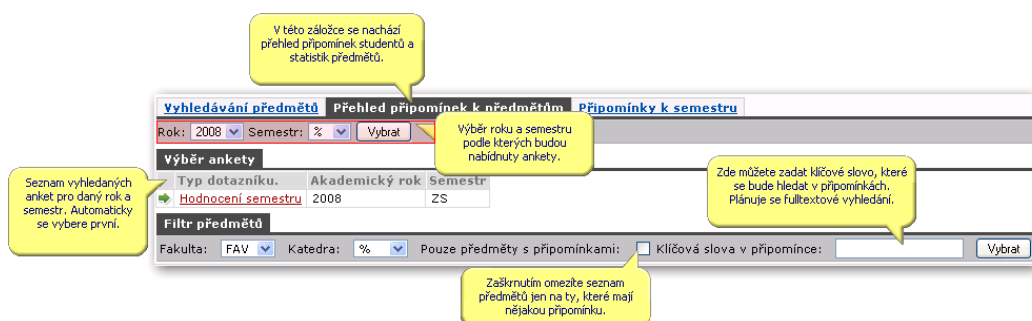 V této záložce se nachází
přehled připomínek studentů a
statistik předmětů.
Vyhledávání předmětů Přehled připomínek k předmětům Připomínky k semestru
Rok: 2008 Semestr: % Vybrat
Výběr roku a semestru
podle kterých budou
nabídnuty ankety.
Výběr ankety
Typ dotazníku. Akademický rok Semestr
Hodnocení semestru 2008 ZS
Seznam vyhledaných
anket pro daný rok a
semestr. Automaticky
se vybere první.
Zde můžete zadat klíčové slovo, které
se bude hledat v připomínkách.
Plánuje se fulltextové vyhledání.
Filtr předmětů
Fakulta: FAV Katedra: % Pouze předměty s připomínkami: Klíčová slova v připomínce: Vybrat
Zaškrnutím omezíte seznam
předmětů jen na ty, které mají
nějakou připomínku.